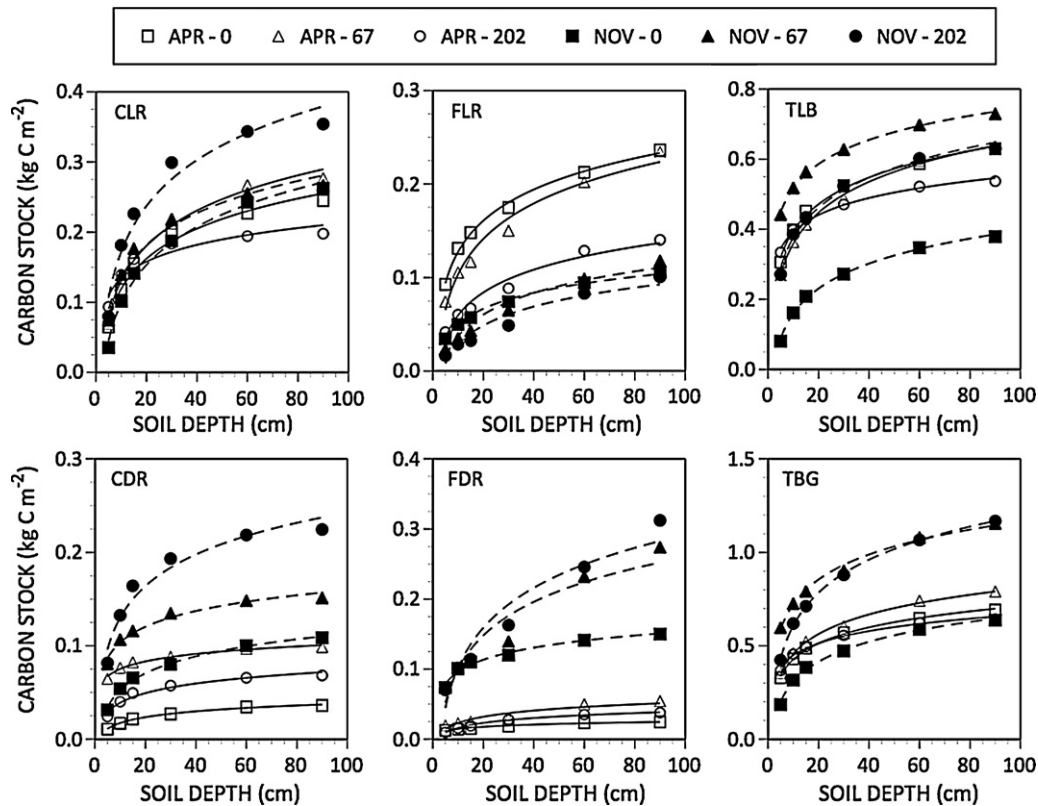 APR - 0 APR - 67 APR - 202 NOV - 0 NOV - 67 NOV - 202
CARBON STOCK (kg C m-2)
CLR
0.4
0.3
0.2
0.1
0.0
0 20 40 60 80 100
SOIL DEPTH (cm)
FLR
0.3
0.2
0.1
0.0
0 20 40 60 80 100
SOIL DEPTH (cm)
TLB
0.8
0.6
0.4
0.2
0.0
0 20 40 60 80 100
SOIL DEPTH (cm)
CARBON STOCK (kg C m-2)
CDR
0.3
0.2
0.1
0.0
0 20 40 60 80 100
SOIL DEPTH (cm)
FDR
0.4
0.3
0.2
0.1
0.0
0 20 40 60 80 100
SOIL DEPTH (cm)
TBG
1.5
1.0
0.5
0.0
0 20 40 60 80 100
SOIL DEPTH (cm)